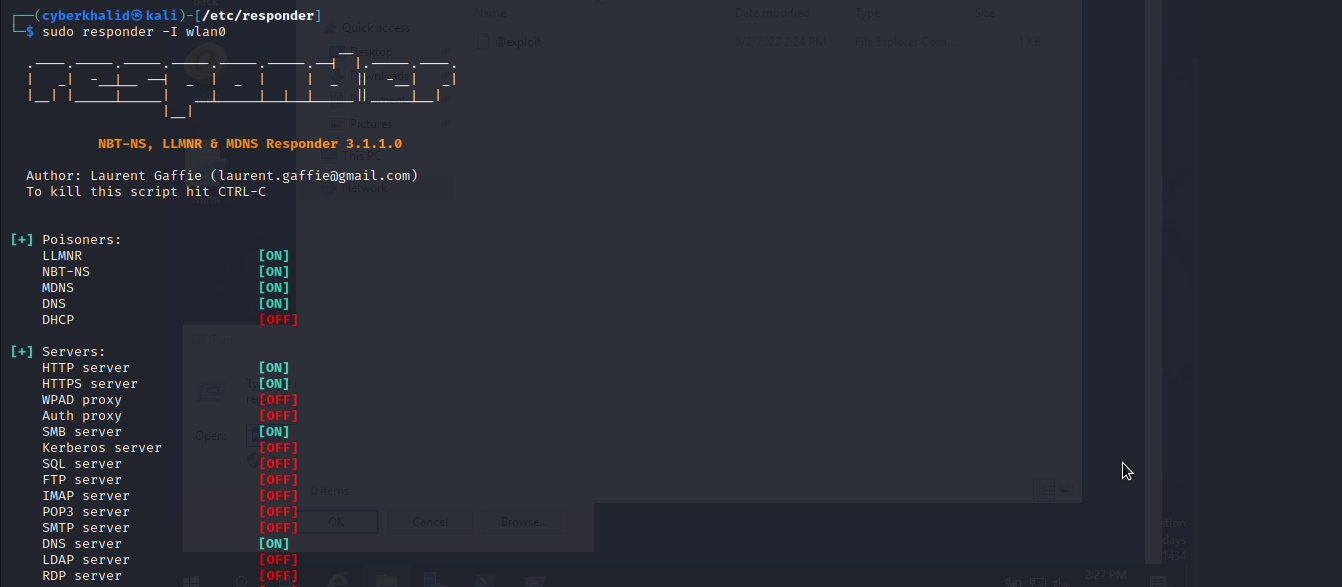 (cyberkhalid㉿kali)-[/etc/responder]
$ sudo responder -I wlan0
NBT-NS, LLMNR & MDNS Responder 3.1.1.0
Author: Laurent Gaffie (laurent.gaffie@gmail.com)
To kill this script hit CTRL-C
[+] Poisoners:
LLMNR [ON]
NBT-NS [ON]
MDNS [ON]
DNS [ON]
DHCP [OFF]
[+] Servers:
HTTP server [ON]
HTTPS server [ON]
WPAD proxy [OFF]
Auth proxy [OFF]
SMB server [ON]
Kerberos server [OFF]
SQL server [OFF]
FTP server [OFF]
IMAP server [OFF]
POP3 server [OFF]
SMTP server [OFF]
DNS server [ON]
LDAP server [OFF]
RDP server [OFF]
Name Date modified Type Size
Quick access
@exploit
Desktop
Pictures
This PC
Network
Open:
0 items
OK Cancel Browse...
days
1434
2:27 PM